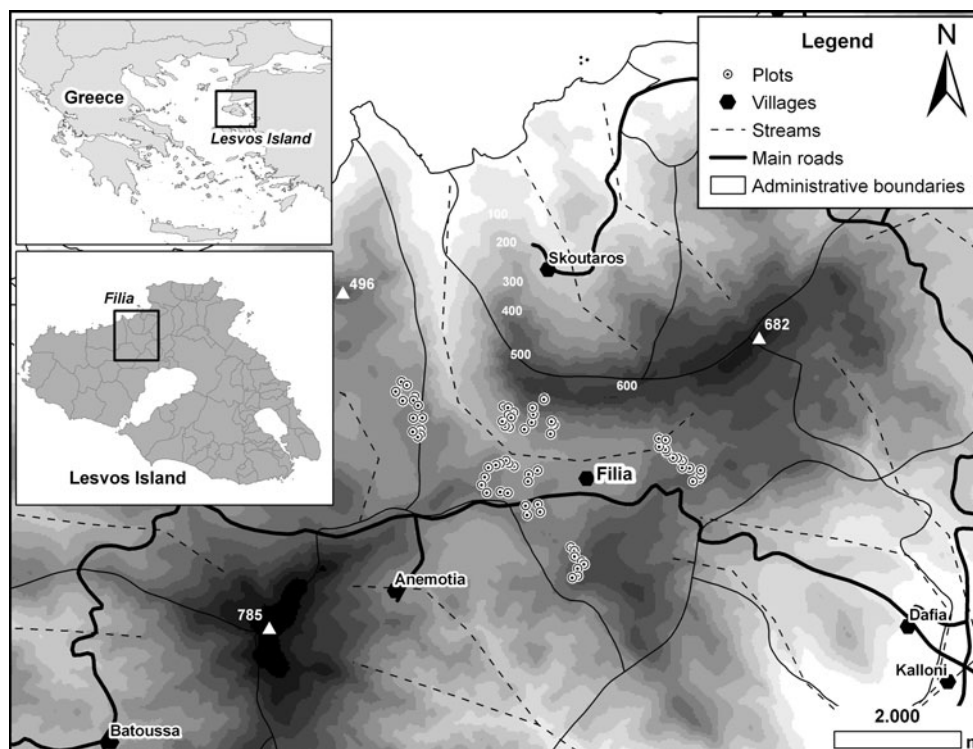 Greece
Lesvos Island
Filia
Lesvos Island
Legend
Plots
Villages
Streams
Main roads
Administrative boundaries
N
100
200
300
400
500
600
Skoutaros
496
682
Filia
Anemotia
785
Batoussa
Dafia
Kalloni
2.000